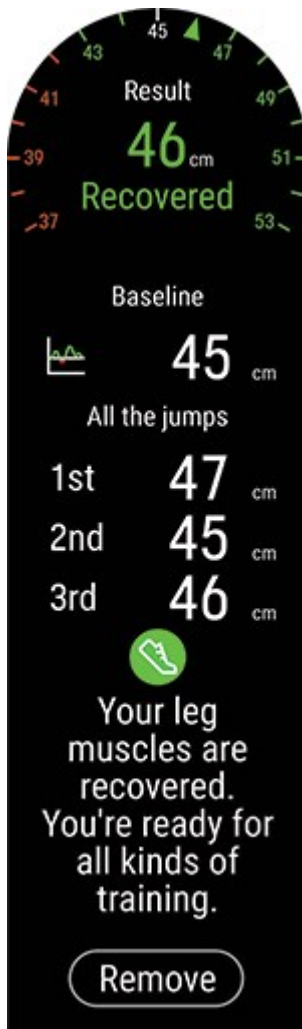 45
43
47
41
49
39
51
37
53
Result
46 cm
Recovered
Baseline
45 cm
All the jumps
1st 47 cm
2nd 45 cm
3rd 46 cm
Your leg
muscles are
recovered.
You're ready for
all kinds of
training.
Remove